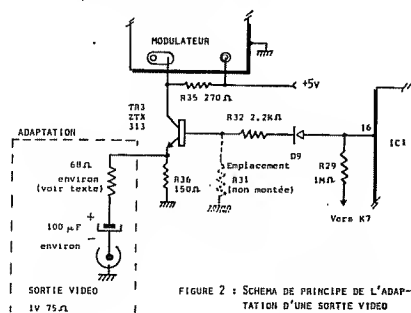 MODULATEUR
+5v
R35 270Ω
TR3
ZTX
313
R32 2.2KΩ
16
IC1
D9
ADAPTATION
68Ω
environ
(voir texte)
R36
150Ω
Emplacement
R31
(non montée)
R29
1MΩ
Vers K7
+
100 µF
-
environ
SORTIE VIDEO
1V 75Ω
FIGURE 2 : SCHEMA DE PRINCIPE DE L'ADAP-
TATION D'UNE SORTIE VIDEO